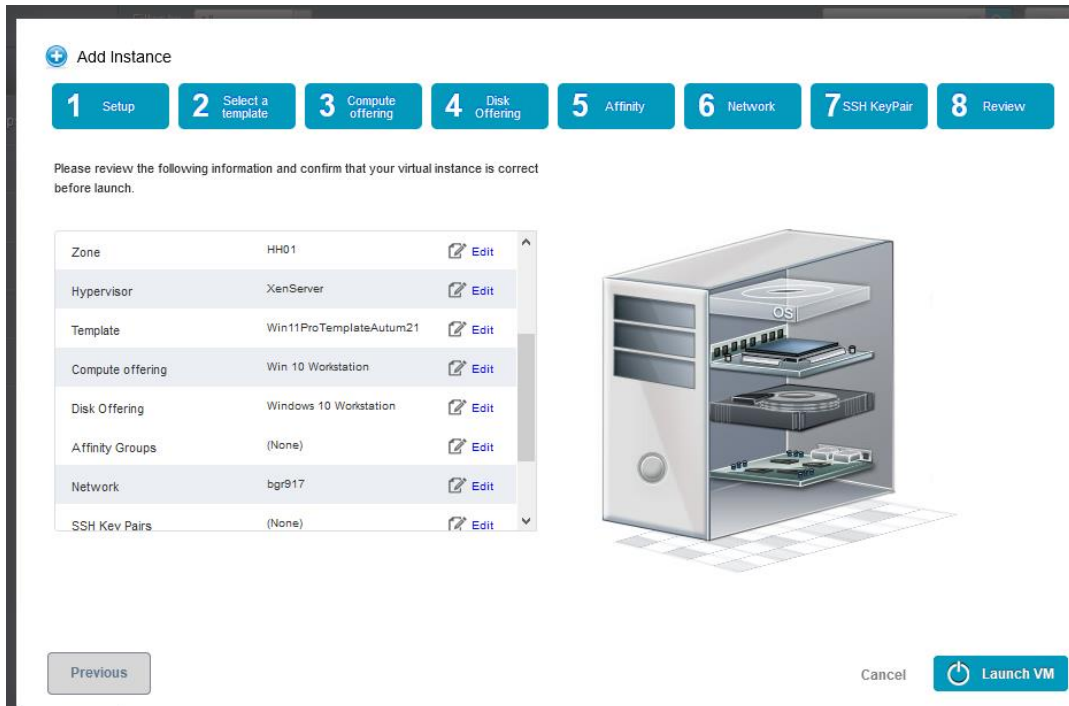 Add Instance
1 Setup
2 Select a template
3 Compute offering
4 Disk Offering
5 Affinity
6 Network
7 SSH KeyPair
8 Review
Please review the following information and confirm that your virtual instance is correct
before launch.
Zone HH01 Edit
Hypervisor XenServer Edit
Template Win11ProTemplateAutum21 Edit
Compute offering Win 10 Workstation Edit
Disk Offering Windows 10 Workstation Edit
Affinity Groups (None) Edit
Network bgr917 Edit
SSH Key Pairs (None) Edit
OS
Previous
Cancel
Launch VM